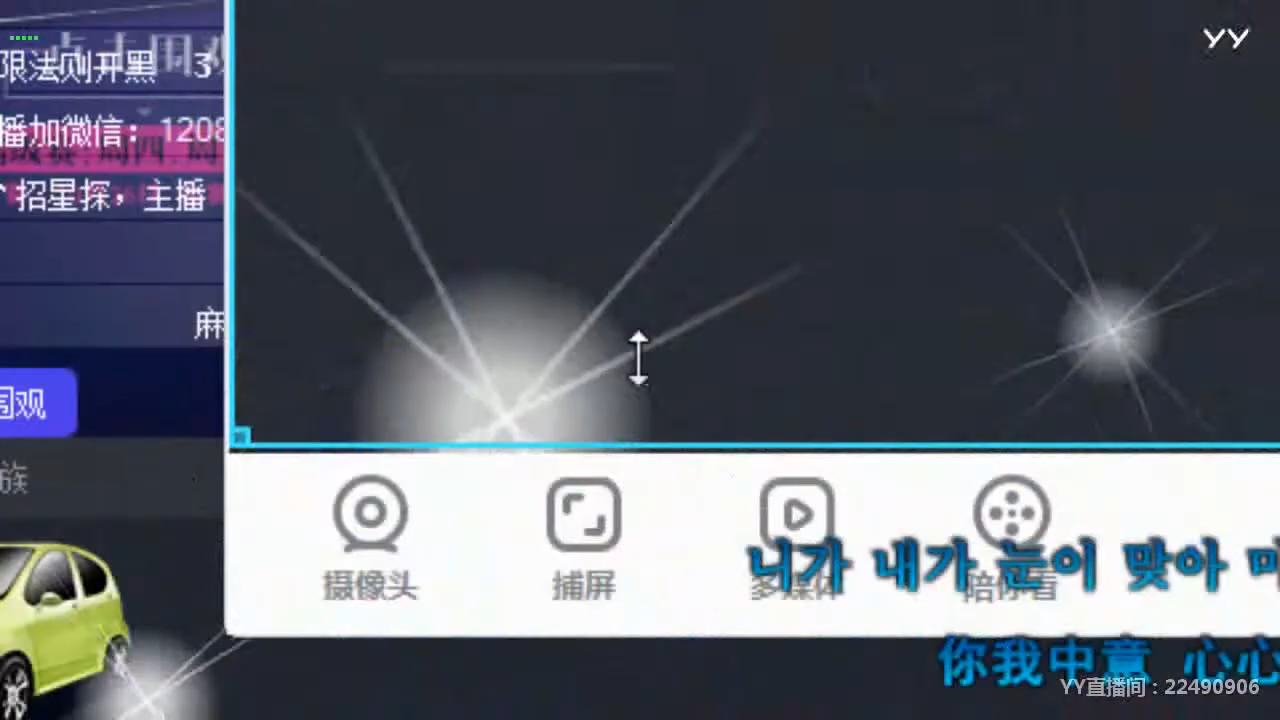 YY
限法则开黑 3
播加微信：1208
招星探，主播
麻
围观
族
摄像头
捕屏
多媒体
陪你看
니가 내가 눈이 맞아
你我中意 心心
YY直播间：22490906